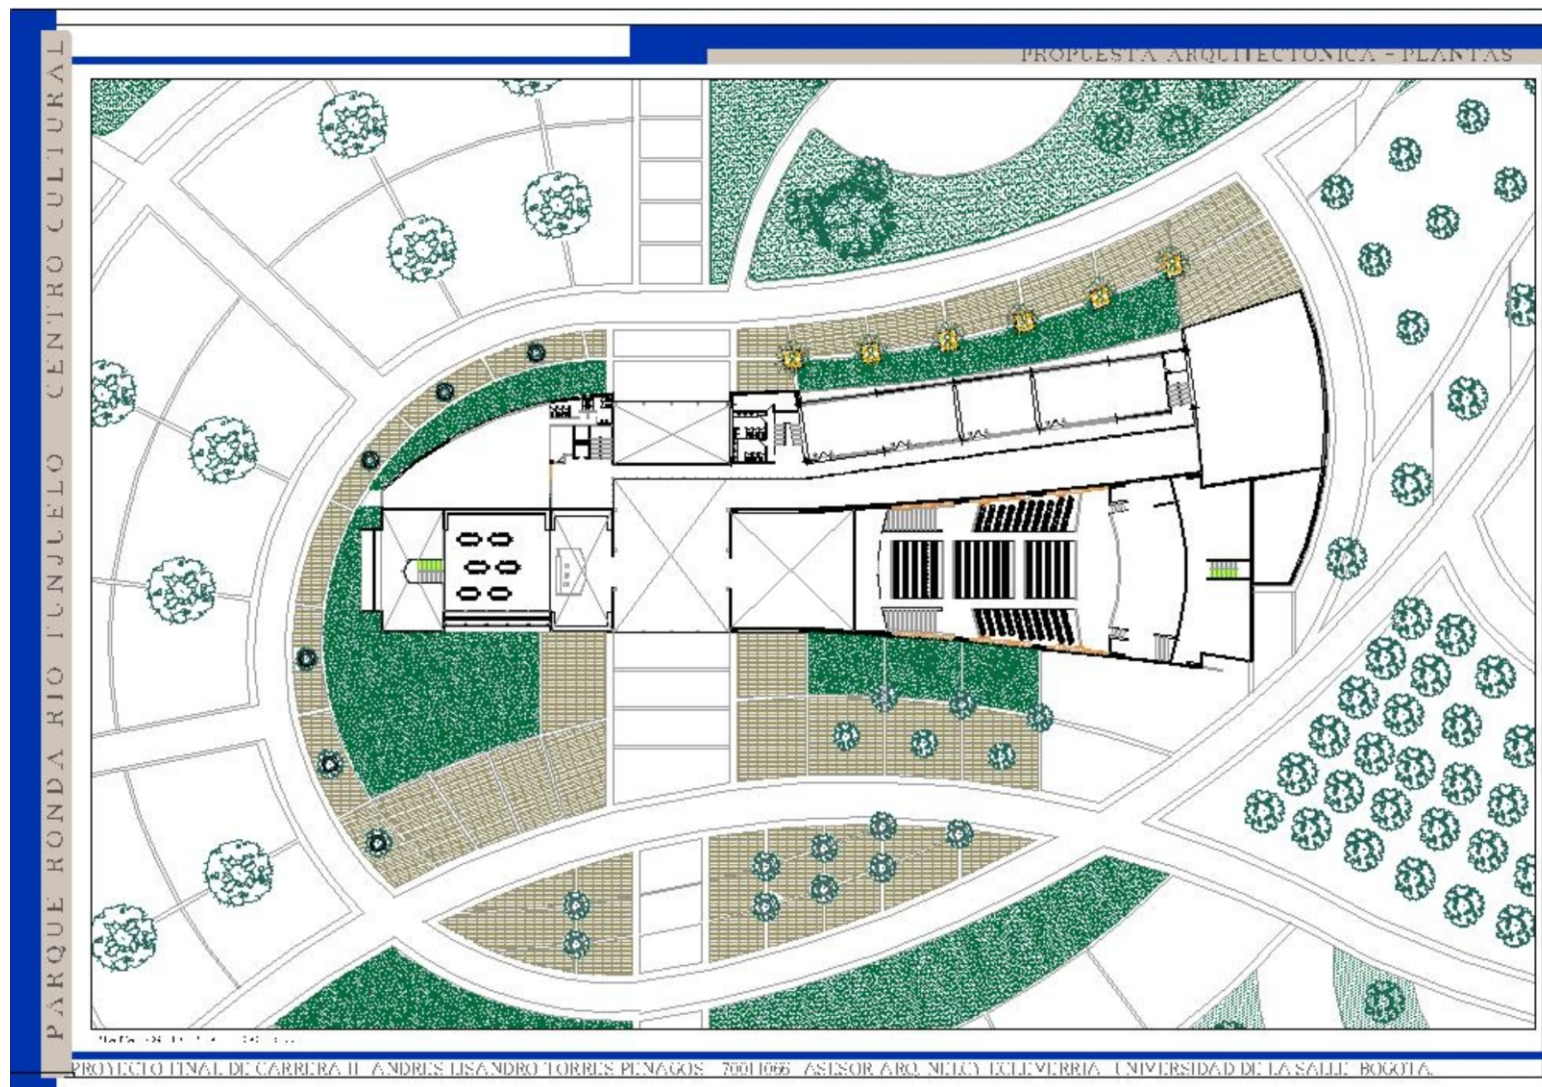 PROPUESTA ARQUITECTONICA - PLANTAS
PARQUE RONDA RIO TUNJUELO CENTRO CULTURAL
PROYECTO FINAL DE CARRERA II ANDRES LISANDRO TORRES PENAGOS 70011066 ASESOR ARQ. NELCY ECHEVERRIA UNIVERSIDAD DE LA SALLE BOGOTA.